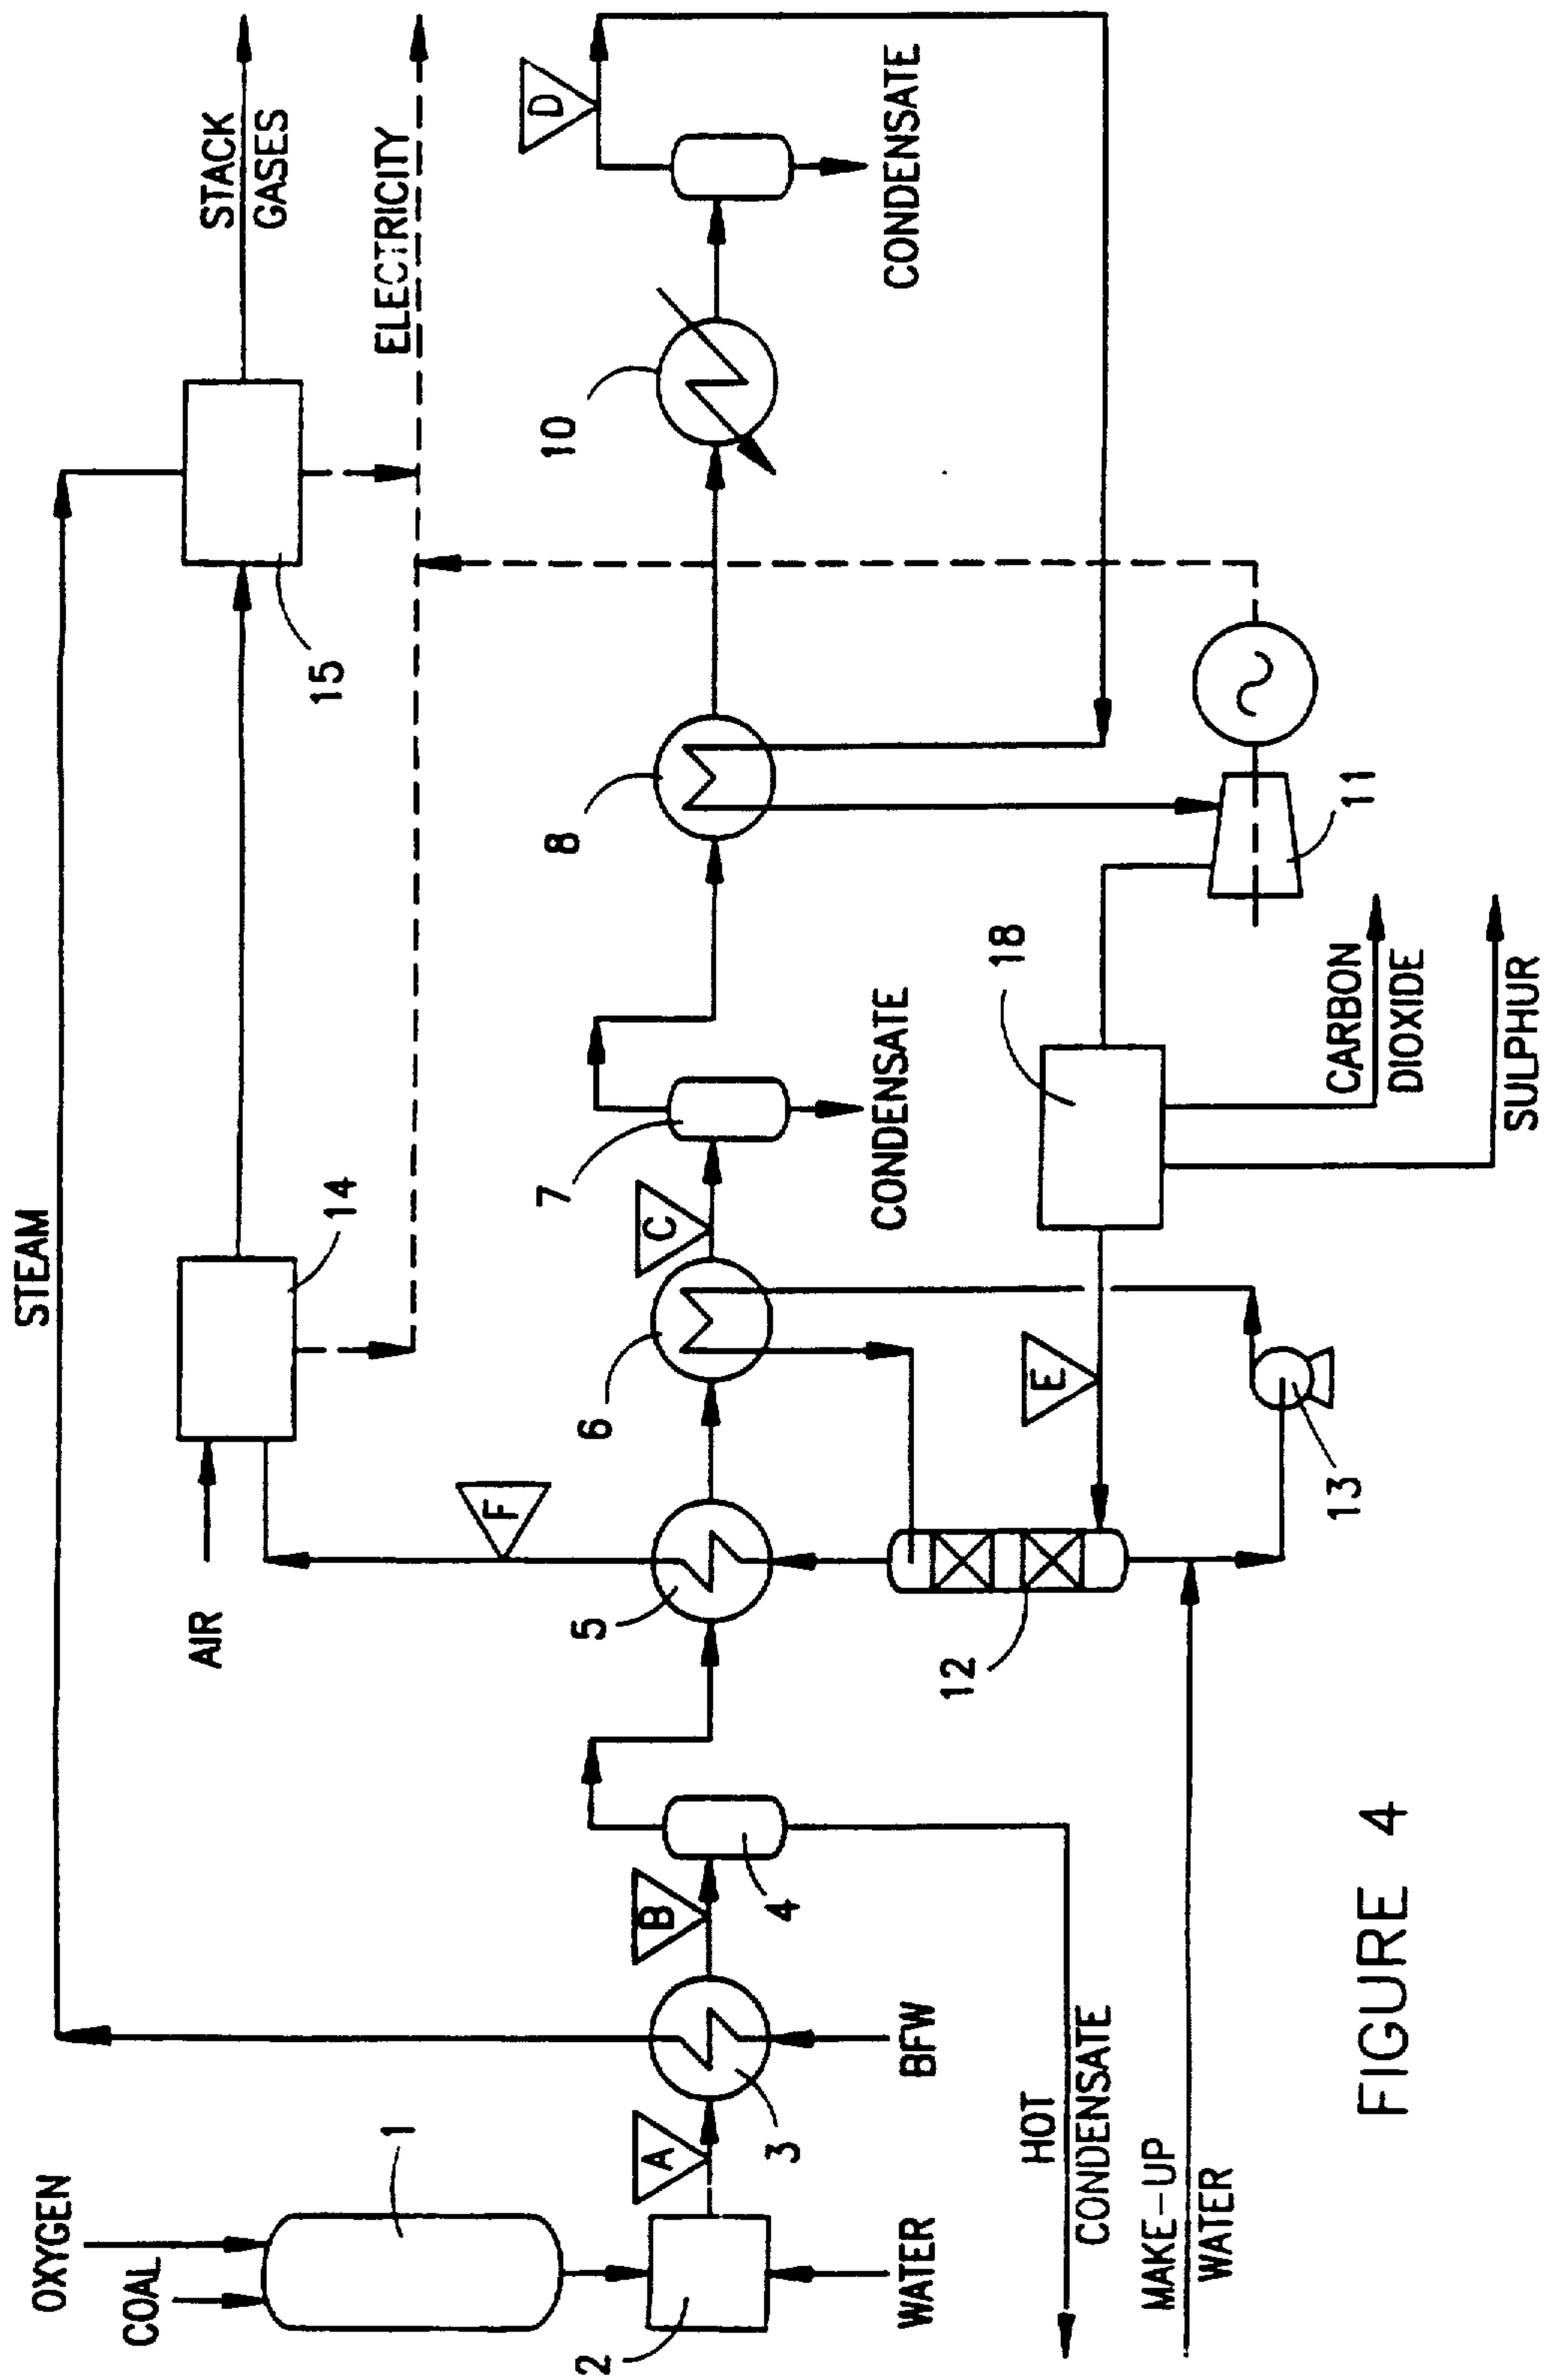 OXYGEN
COAL
1
2
WATER
A
3
BFW
STEAM
B
4
HOT
CONDENSATE
MAKE-UP
WATER
5
F
AIR
14
6
C
7
CONDENSATE
12
E
13
18
CARBON
DIOXIDE
SULPHUR
8
11
15
10
D
CONDENSATE
STACK
GASES
ELECTRICITY
FIGURE 4